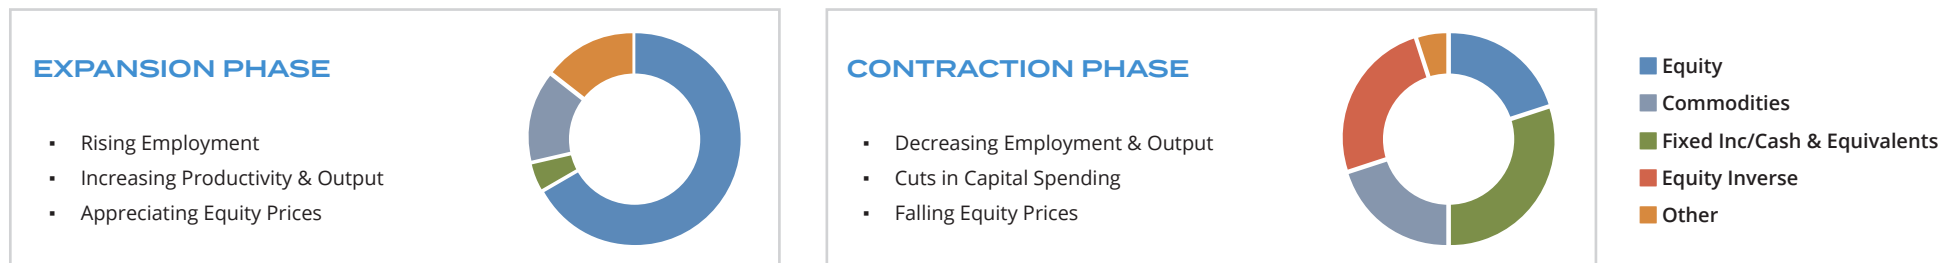 EXPANSION PHASE
▪ Rising Employment
▪ Increasing Productivity & Output
▪ Appreciating Equity Prices
CONTRACTION PHASE
▪ Decreasing Employment & Output
▪ Cuts in Capital Spending
▪ Falling Equity Prices
Equity
Commodities
Fixed Inc/Cash & Equivalents
Equity Inverse
Other